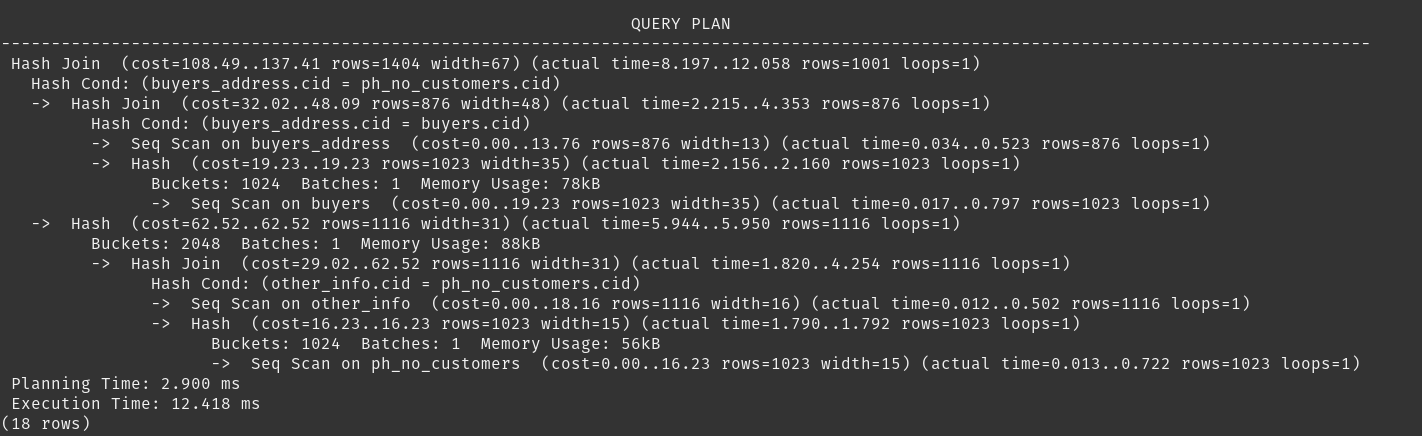 QUERY PLAN
-----------------------------------------------------------------------------------------------------------------------------------------
Hash Join  (cost=108.49..137.41 rows=1404 width=67) (actual time=8.197..12.058 rows=1001 loops=1)
  Hash Cond: (buyers_address.cid = ph_no_customers.cid)
  ->  Hash Join  (cost=32.02..48.09 rows=876 width=48) (actual time=2.215..4.353 rows=876 loops=1)
        Hash Cond: (buyers_address.cid = buyers.cid)
        ->  Seq Scan on buyers_address  (cost=0.00..13.76 rows=876 width=13) (actual time=0.034..0.523 rows=876 loops=1)
        ->  Hash  (cost=19.23..19.23 rows=1023 width=35) (actual time=2.156..2.160 rows=1023 loops=1)
              Buckets: 1024  Batches: 1  Memory Usage: 78kB
              ->  Seq Scan on buyers  (cost=0.00..19.23 rows=1023 width=35) (actual time=0.017..0.797 rows=1023 loops=1)
  ->  Hash  (cost=62.52..62.52 rows=1116 width=31) (actual time=5.944..5.950 rows=1116 loops=1)
        Buckets: 2048  Batches: 1  Memory Usage: 88kB
        ->  Hash Join  (cost=29.02..62.52 rows=1116 width=31) (actual time=1.820..4.254 rows=1116 loops=1)
              Hash Cond: (other_info.cid = ph_no_customers.cid)
              ->  Seq Scan on other_info  (cost=0.00..18.16 rows=1116 width=16) (actual time=0.012..0.502 rows=1116 loops=1)
              ->  Hash  (cost=16.23..16.23 rows=1023 width=15) (actual time=1.790..1.792 rows=1023 loops=1)
                    Buckets: 1024  Batches: 1  Memory Usage: 56kB
                    ->  Seq Scan on ph_no_customers  (cost=0.00..16.23 rows=1023 width=15) (actual time=0.013..0.722 rows=1023 loops=1)
Planning Time: 2.900 ms
Execution Time: 12.418 ms
(18 rows)